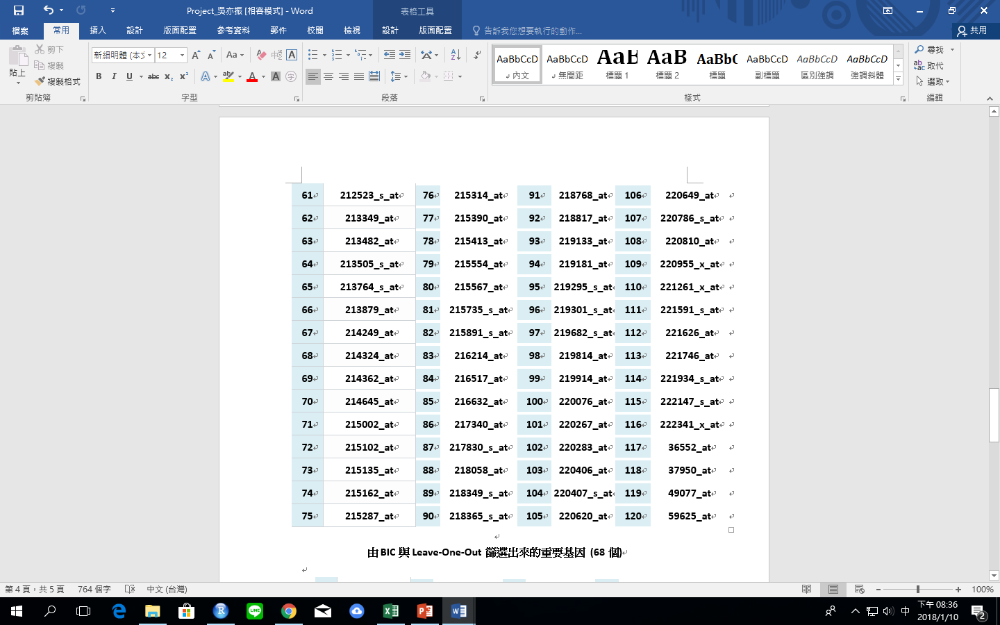 Project_吳亦振 [相容模式] - Word
表格工具
檔案 常用 插入 設計 版面配置 參考資料 郵件 校閱 檢視 設計 版面配置 告訴我您想要執行的動作... 共用
貼上
剪下
複製
複製格式
新細明體 (本文 12
AaBbCcD AaBbCcD AaB AaB AaBbC AaBbCcD AaBbCcD AaBbCcD
內文 無間距 標題 1 標題 2 標題 副標題 區別強調 強調斜體
尋找
取代
選取
剪貼簿 字型 段落 樣式 編輯
61 212523_s_at 76 215314_at 91 218768_at 106 220649_at
62 213349_at 77 215390_at 92 218817_at 107 220786_s_at
63 213482_at 78 215413_at 93 219133_at 108 220810_at
64 213505_s_at 79 215554_at 94 219181_at 109 220955_x_at
65 213764_s_at 80 215567_at 95 219295_s_at 110 221261_x_at
66 213879_at 81 215735_s_at 96 219301_s_at 111 221591_s_at
67 214249_at 82 215891_s_at 97 219682_s_at 112 221626_at
68 214324_at 83 216214_at 98 219814_at 113 221746_at
69 214362_at 84 216517_at 99 219914_at 114 221934_s_at
70 214645_at 85 216632_at 100 220076_at 115 222147_s_at
71 215002_at 86 217340_at 101 220267_at 116 222341_x_at
72 215102_at 87 217830_s_at 102 220283_at 117 36552_at
73 215135_at 88 218058_at 103 220406_at 118 37950_at
74 215162_at 89 218349_s_at 104 220407_s_at 119 49077_at
75 215287_at 90 218365_s_at 105 220620_at 120 59625_at
由 BIC 與 Leave-One-Out 篩選出來的重要基因 (68 個)
第 4 頁，共 5 頁 764 個字 中文 (台灣) 100%
中
下午 08:36
2018/1/10
2